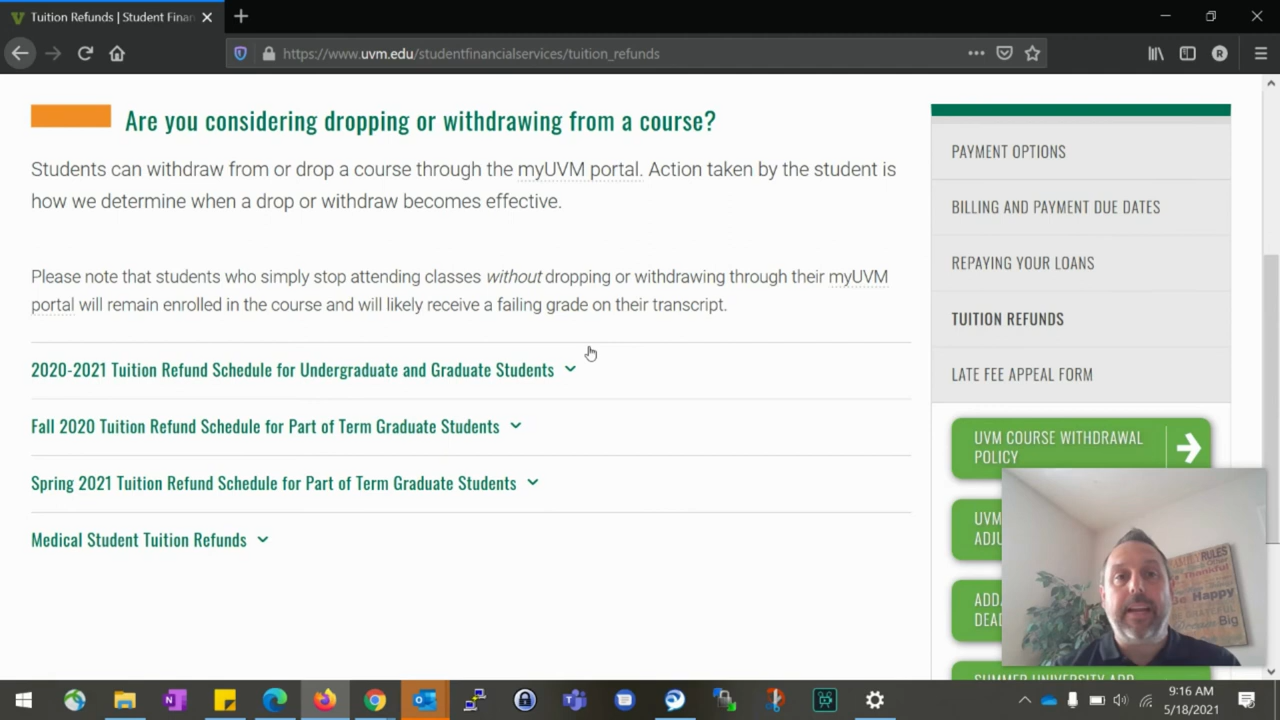 Tuition Refunds | Student Finan
https://www.uvm.edu/studentfinancialservices/tuition_refunds
R
Are you considering dropping or withdrawing from a course?
Students can withdraw from or drop a course through the myUVM portal. Action taken by the student is
how we determine when a drop or withdraw becomes effective.
Please note that students who simply stop attending classes without dropping or withdrawing through their myUVM
portal will remain enrolled in the course and will likely receive a failing grade on their transcript.
2020-2021 Tuition Refund Schedule for Undergraduate and Graduate Students
Fall 2020 Tuition Refund Schedule for Part of Term Graduate Students
Spring 2021 Tuition Refund Schedule for Part of Term Graduate Students
Medical Student Tuition Refunds
PAYMENT OPTIONS
BILLING AND PAYMENT DUE DATES
REPAYING YOUR LOANS
TUITION REFUNDS
LATE FEE APPEAL FORM
UVM COURSE WITHDRAWAL
POLICY
UVM
RULES
Thankful
Be Happy
Big
9:16 AM
5/18/2021